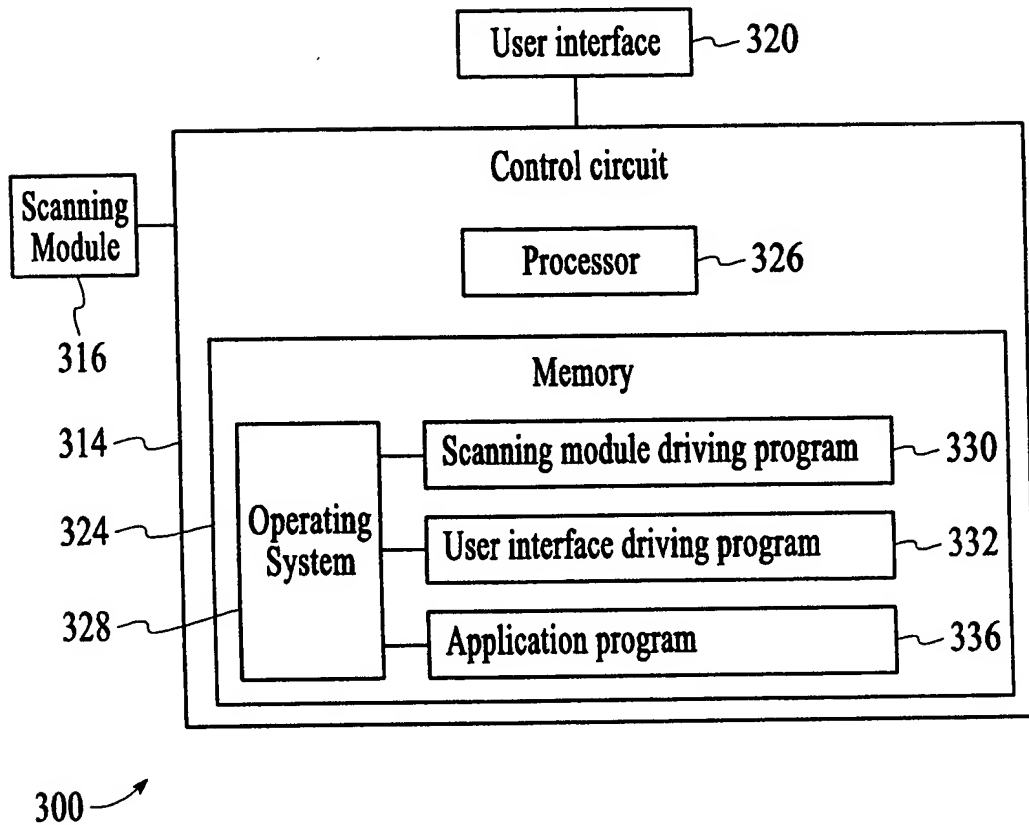 User interface
320
Control circuit
Scanning
Module
316
Processor
326
Memory
314
324
328
Operating
System
Scanning module driving program
330
User interface driving program
332
Application program
336
300